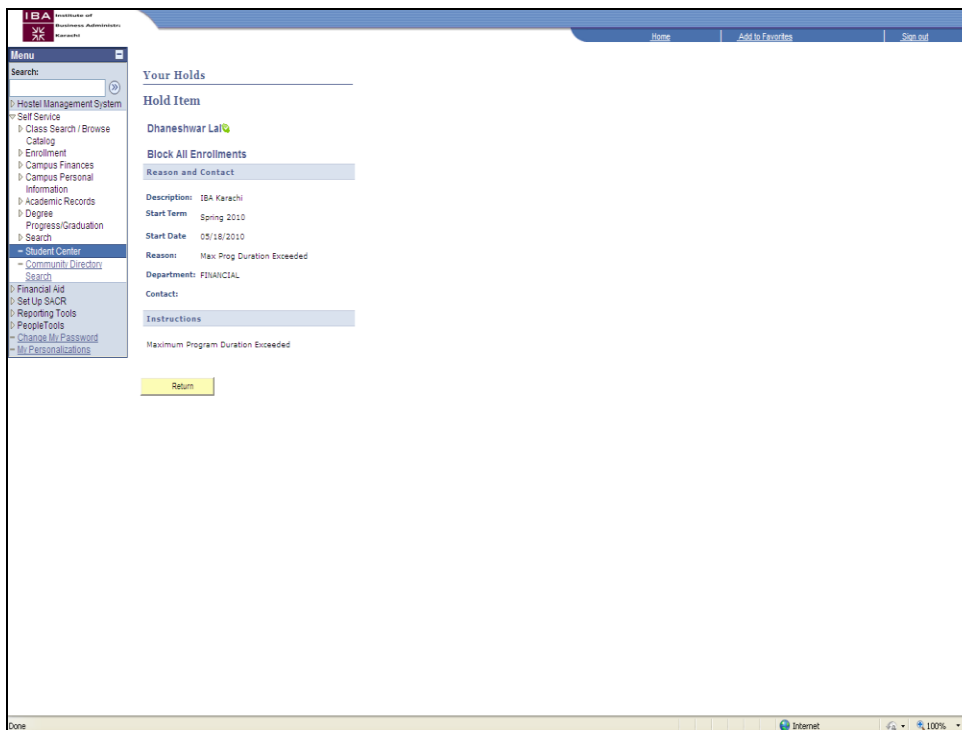 IBA Institute of
Business Administr
Karachi
Home
Add to Favorites
Sign out
Menu
Search:
Hostel Management System
Self Service
Class Search / Browse
Catalog
Enrollment
Campus Finances
Campus Personal
Information
Academic Records
Degree
Progress/Graduation
Search
Student Center
Community Directory
Search
Financial Aid
Set Up SACR
Reporting Tools
PeopleTools
Change My Password
My Personalizations
Your Holds
Hold Item
Dhaneshwar Lal
Block All Enrollments
Reason and Contact
Description: IBA Karachi
Start Term Spring 2010
Start Date 05/18/2010
Reason: Max Prog Duration Exceeded
Department: FINANCIAL
Contact:
Instructions
Maximum Program Duration Exceeded
Return
Done
Internet
100%